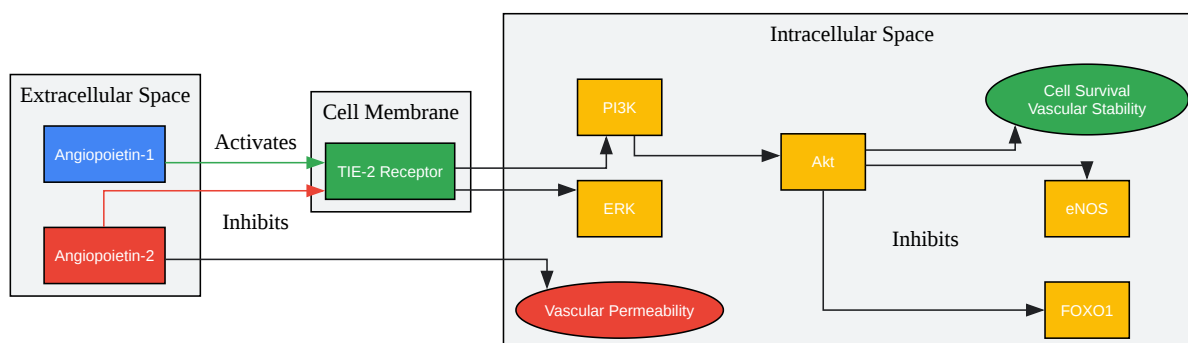 Extracellular Space
Angiopoietin-1
Angiopoietin-2
Activates
Inhibits
Cell Membrane
TIE-2 Receptor
Intracellular Space
PI3K
ERK
Vascular Permeability
Akt
Inhibits
Cell Survival
Vascular Stability
eNOS
FOXO1